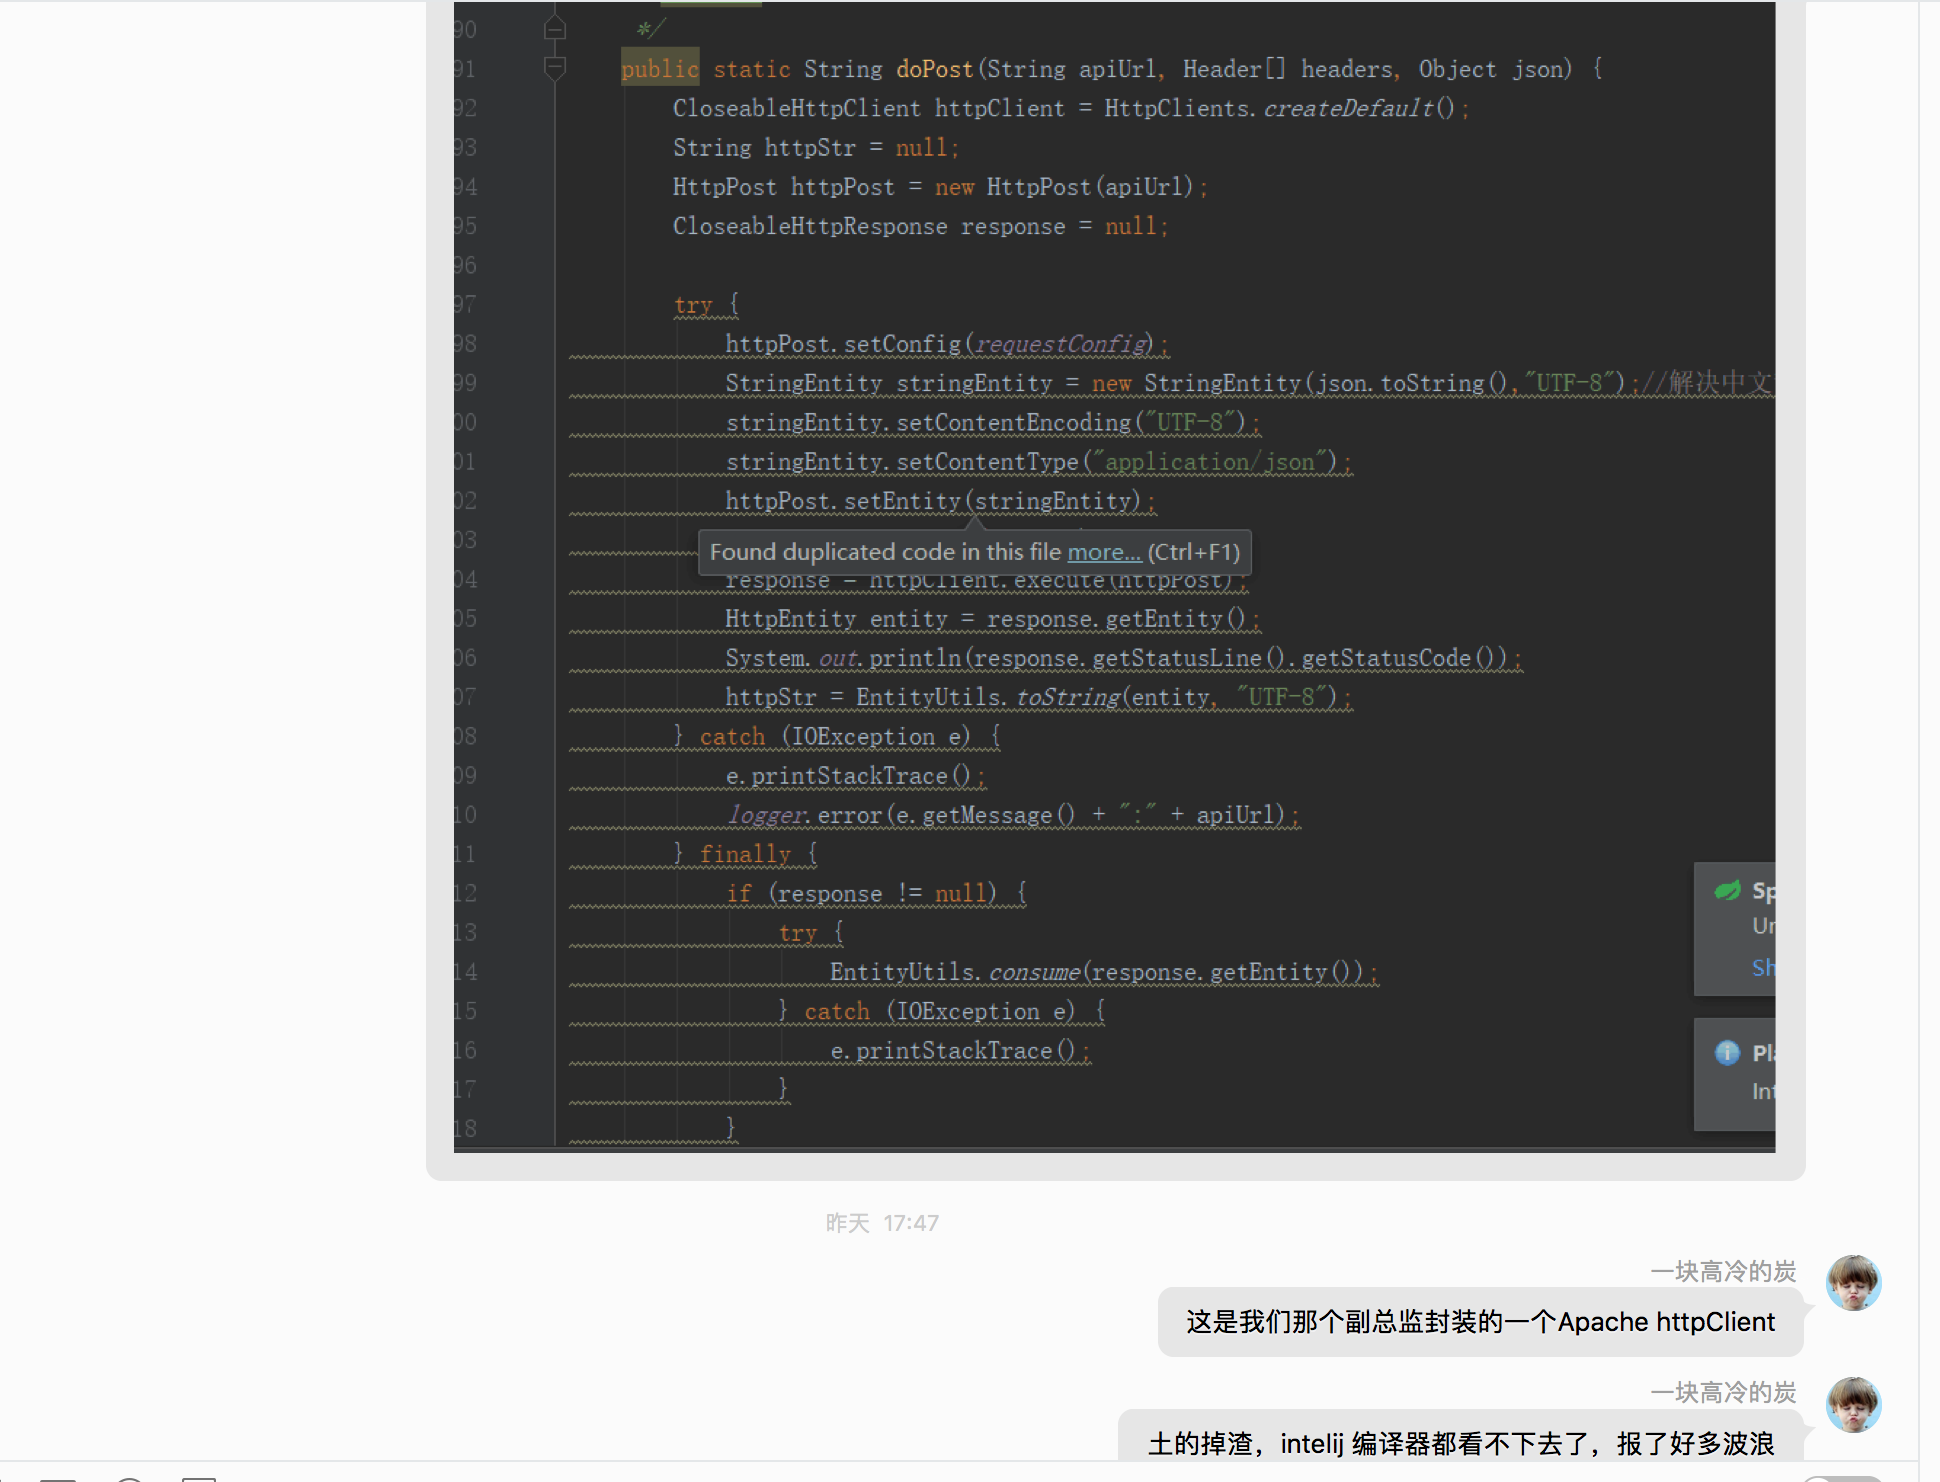 90 */
91 public static String doPost(String apiUrl, Header[] headers, Object json) {
92 CloseableHttpClient httpClient = HttpClients.createDefault();
93 String httpStr = null;
94 HttpPost httpPost = new HttpPost(apiUrl);
95 CloseableHttpResponse response = null;
96
97 try {
98 httpPost.setConfig(requestConfig);
99 StringEntity stringEntity = new StringEntity(json.toString(),"UTF-8");//解决中文
00 stringEntity.setContentEncoding("UTF-8");
01 stringEntity.setContentType("application/json");
02 httpPost.setEntity(stringEntity);
03
Found duplicated code in this file more... (Ctrl+F1)
04 response = httpClient.execute(httpPost);
05 HttpEntity entity = response.getEntity();
06 System.out.println(response.getStatusLine().getStatusCode());
07 httpStr = EntityUtils.toString(entity, "UTF-8");
08 } catch (IOException e) {
09 e.printStackTrace();
10 logger.error(e.getMessage() + ":" + apiUrl);
11 } finally {
12 if (response != null) {
13 try {
14 EntityUtils.consume(response.getEntity());
15 } catch (IOException e) {
16 e.printStackTrace();
17 }
18 }
Sp
Un
Sh
Pl
Int
昨天 17:47
一块高冷的炭
这是我们那个副总监封装的一个Apache httpClient
一块高冷的炭
土的掉渣，intelij 编译器都看不下去了，报了好多波浪